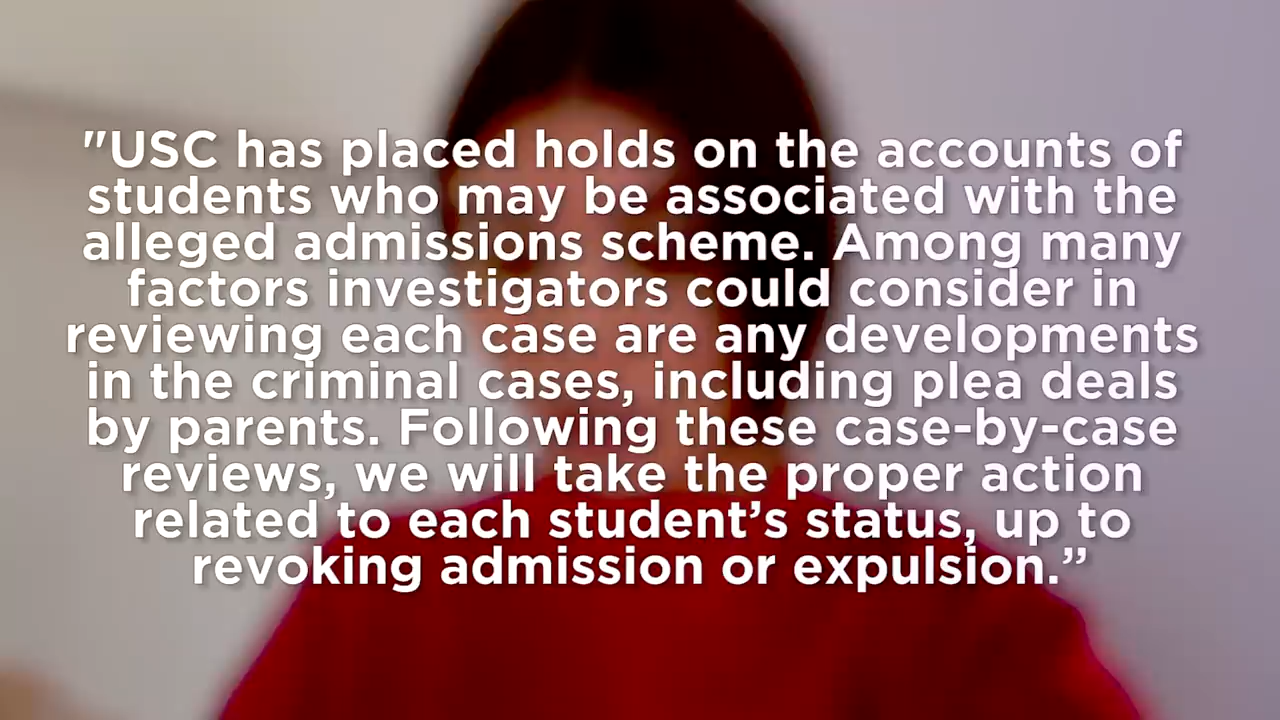 "USC has placed holds on the accounts of
students who may be associated with the
alleged admissions scheme. Among many
factors investigators could consider in
reviewing each case are any developments
in the criminal cases, including plea deals
by parents. Following these case-by-case
reviews, we will take the proper action
related to each student’s status, up to
revoking admission or expulsion.”